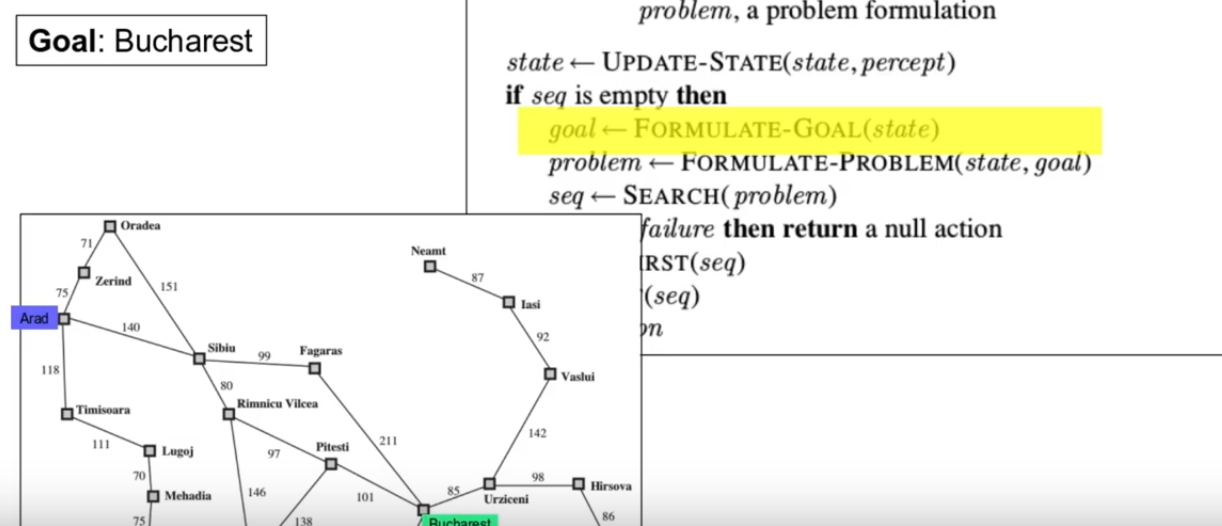 Goal: Bucharest
problem, a problem formulation
state ← UPDATE-STATE(state, percept)
if seq is empty then
goal ← FORMULATE-GOAL(state)
problem ← FORMULATE-PROBLEM(state, goal)
seq ← SEARCH(problem)
failure then return a null action
RST(seq)
(seq)
on
Oradea
71
Neamt
Zerind
87
75
151
Iasi
Arad
140
92
Sibiu
99
Fagaras
118
80
Vaslui
Rimnicu Vilcea
Timisoara
111
211
142
Lugoj
97
Pitesti
70
98
Mehadia
146
101
85
Urziceni
Hirsova
75
138
Bucharest
86